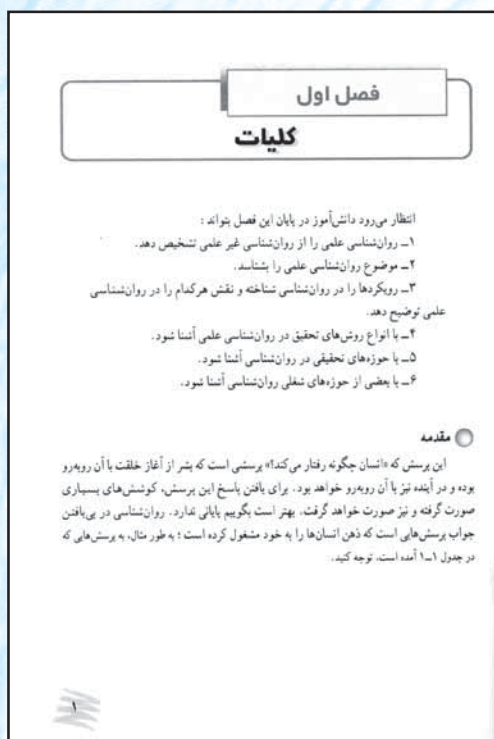 فصل اول
کلیات
انتظار می‌رود دانش‌آموز در پایان این فصل بتواند :
۱ــ روان‌شناسی علمی را از روان‌شناسی غیر علمی تشخیص دهد.
۲ــ موضوع روان‌شناسی علمی را بشناسد.
۳ــ رویکردها را در روان‌شناسی شناخته و نقش هرکدام را در روان‌شناسی
علمی توضیح دهد.
۴ــ با انواع روش‌های تحقیق در روان‌شناسی علمی آشنا شود.
۵ــ با حوزه‌های تحقیقی در روان‌شناسی آشنا شود.
۶ــ با بعضی از حوزه‌های شغلی روان‌شناسی آشنا شود.
مقدمه
این پرسش که «انسان چگونه رفتار می‌کند؟» پرسشی است که بشر از آغاز خلقت با آن روبه‌رو
بوده و در آینده نیز با آن روبه‌رو خواهد بود. برای یافتن پاسخ این پرسش، کوشش‌های بسیاری
صورت گرفته و نیز صورت خواهد گرفت. بهتر است بگوییم پایانی ندارد. روان‌شناسی در پی‌یافتن
جواب پرسش‌هایی است که ذهن انسان‌ها را به خود مشغول کرده است ؛ به طور مثال، به پرسش‌هایی که
در جدول ۱ــ۱ آمده است، توجه کنید.
۱